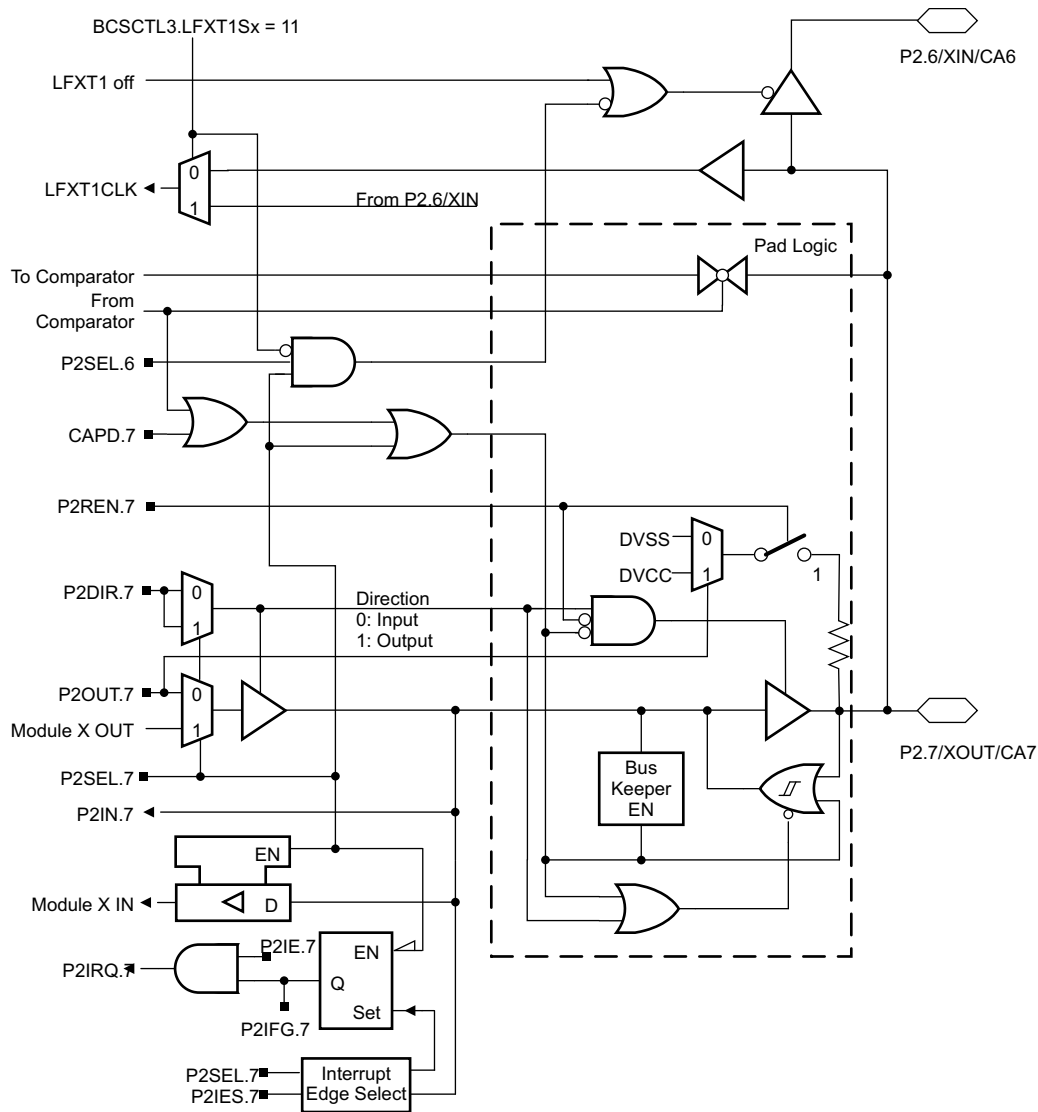 BCSCTL3.LFXT1Sx = 11
P2.6/XIN/CA6
LFXT1 off
0
LFXT1CLK
1
From P2.6/XIN
Pad Logic
To Comparator
From
Comparator
P2SEL.6
CAPD.7
P2REN.7
DVSS
0
DVCC
1
1
P2DIR.7
0
1
Direction
0: Input
1: Output
P2OUT.7
0
Module X OUT
1
P2.7/XOUT/CA7
P2SEL.7
Bus
Keeper
EN
P2IN.7
EN
Module X IN
D
P2IE.7
EN
P2IRQ.7
Q
Set
P2IFG.7
P2SEL.7
P2IES.7
Interrupt
Edge Select